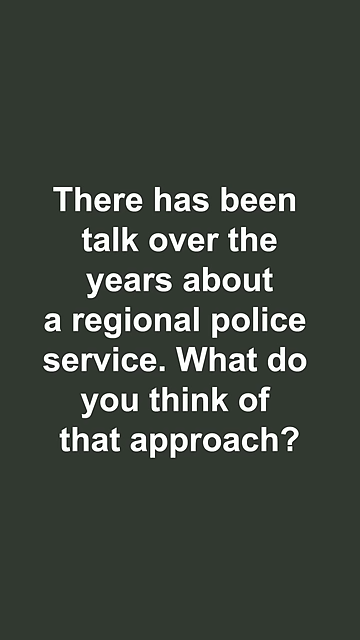 There has been
talk over the
years about
a regional police
service. What do
you think of
that approach?